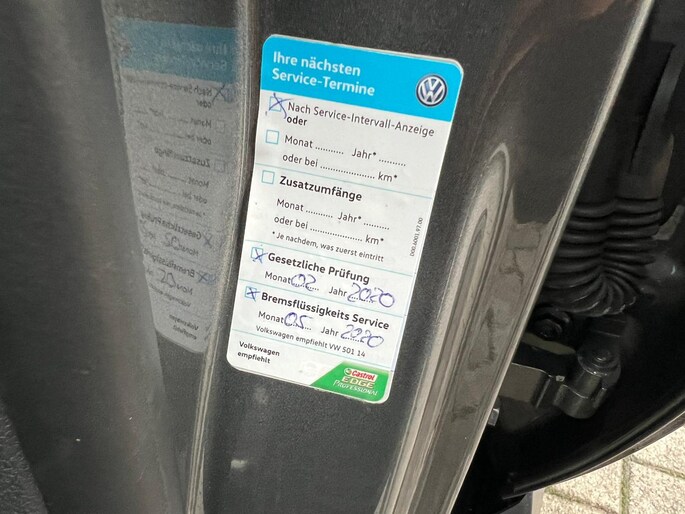 Ihre nächsten
Service-Termine
Nach Service-Intervall-Anzeige
oder
Monat .......... Jahr* ..........
oder bei .................... km*
Zusatzumfänge
Monat .......... Jahr* ..........
oder bei .................... km*
* Je nachdem, was zuerst eintritt
Gesetzliche Prüfung
Monat 02 Jahr 2020
Bremsflüssigkeits Service
Monat 05 Jahr 2020
Volkswagen empfiehlt VW 501 14
Volkswagen
empfiehlt
Castrol
EDGE
PROFESSIONAL